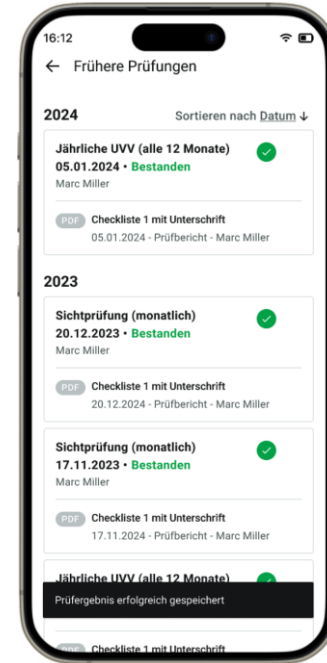 16:12
← Frühere Prüfungen
2024
Sortieren nach Datum ↓
Jährliche UVV (alle 12 Monate)
05.01.2024 • Bestanden
Marc Miller
PDF Checkliste 1 mit Unterschrift
05.01.2024 - Prüfbericht - Marc Miller
2023
Sichtprüfung (monatlich)
20.12.2023 • Bestanden
Marc Miller
PDF Checkliste 1 mit Unterschrift
20.12.2024 - Prüfbericht - Marc Miller
Sichtprüfung (monatlich)
17.11.2023 • Bestanden
Marc Miller
PDF Checkliste 1 mit Unterschrift
17.11.2024 - Prüfbericht - Marc Miller
Jährliche UVV (alle 12 Monate)
Prüfergebnis erfolgreich gespeichert
PDF Checkliste 1 mit Unterschrift